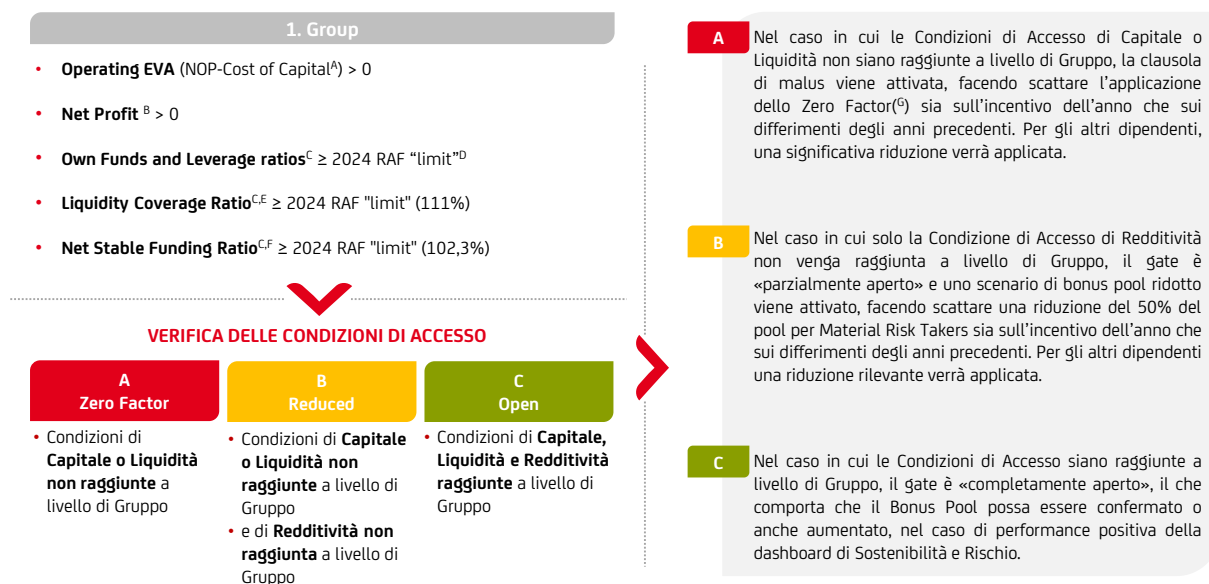 1. Group
• Operating EVA (NOP-Cost of Capitalᴬ) > 0
• Net Profit ᴮ > 0
• Own Funds and Leverage ratiosᶜ ≥ 2024 RAF “limit”ᴰ
• Liquidity Coverage Ratioᶜ,ᴱ ≥ 2024 RAF "limit" (111%)
• Net Stable Funding Ratioᶜ,ᶠ ≥ 2024 RAF "limit" (102,3%)
VERIFICA DELLE CONDIZIONI DI ACCESSO
A
Zero Factor
• Condizioni di
Capitale o Liquidità
non raggiunte a
livello di Gruppo
B
Reduced
• Condizioni di Capitale
o Liquidità non
raggiunte a livello di
Gruppo
• e di Redditività non
raggiunta a livello di
Gruppo
C
Open
• Condizioni di Capitale,
Liquidità e Redditività
raggiunte a livello di
Gruppo
A
Nel caso in cui le Condizioni di Accesso di Capitale o
Liquidità non siano raggiunte a livello di Gruppo, la clausola
di malus viene attivata, facendo scattare l’applicazione
dello Zero Factor(ᴳ) sia sull’incentivo dell’anno che sui
differimenti degli anni precedenti. Per gli altri dipendenti,
una significativa riduzione verrà applicata.
B
Nel caso in cui solo la Condizione di Accesso di Redditività
non venga raggiunta a livello di Gruppo, il gate è
«parzialmente aperto» e uno scenario di bonus pool ridotto
viene attivato, facendo scattare una riduzione del 50% del
pool per Material Risk Takers sia sull’incentivo dell’anno che
sui differimenti degli anni precedenti. Per gli altri dipendenti
una riduzione rilevante verrà applicata.
C
Nel caso in cui le Condizioni di Accesso siano raggiunte a
livello di Gruppo, il gate è «completamente aperto», il che
comporta che il Bonus Pool possa essere confermato o
anche aumentato, nel caso di performance positiva della
dashboard di Sostenibilità e Rischio.